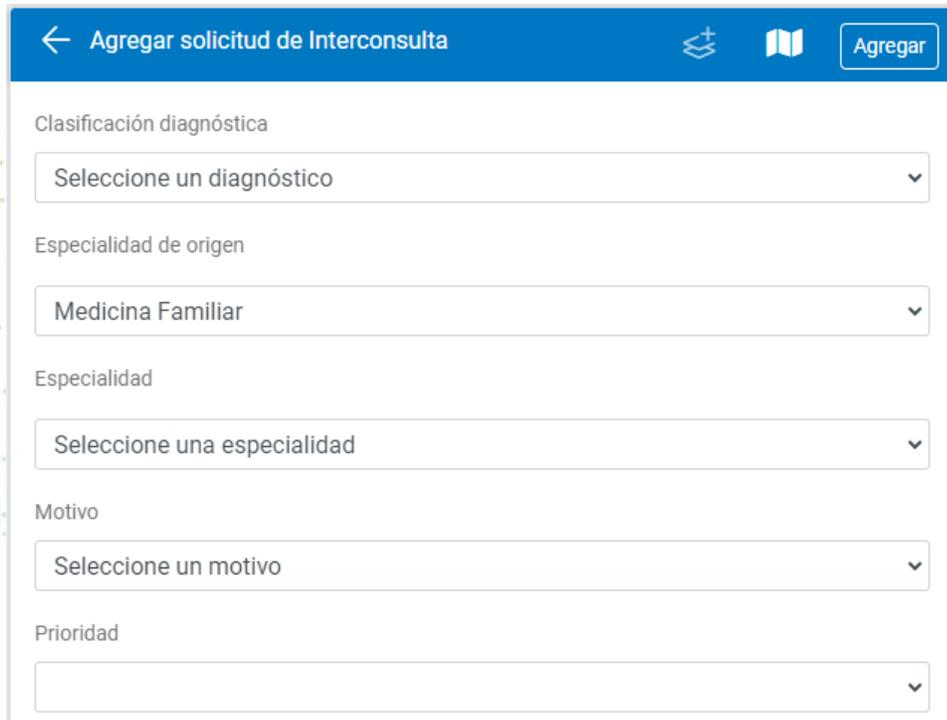 Agregar solicitud de Interconsulta
Agregar
Clasificación diagnóstica
Seleccione un diagnóstico
Especialidad de origen
Medicina Familiar
Especialidad
Seleccione una especialidad
Motivo
Seleccione un motivo
Prioridad